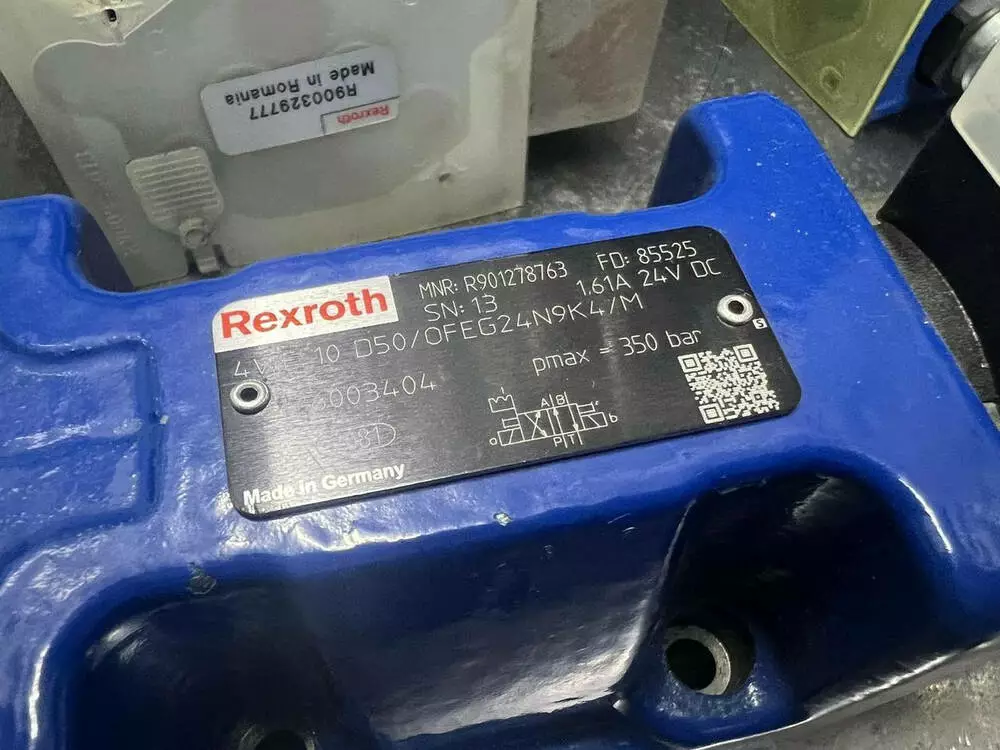 R900329777
Made in Romania
Rexroth
Rexroth
MNR: R901278763 FD: 85525
SN: 13 1.61A 24V DC
10 D50/OFEG24N9K4/M
003404 pmax = 350 bar
A B
a b
P T
5
Made in Germany